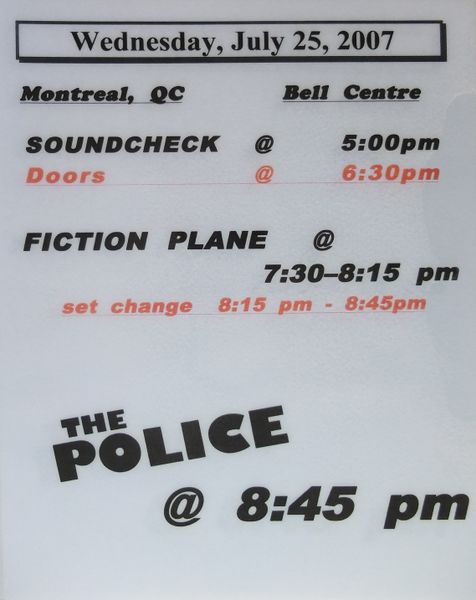 Wednesday, July 25, 2007
Montreal, QC Bell Centre
SOUNDCHECK @ 5:00pm
Doors @ 6:30pm
FICTION PLANE @
7:30–8:15 pm
set change 8:15 pm - 8:45pm
THE
POLICE
@ 8:45 pm